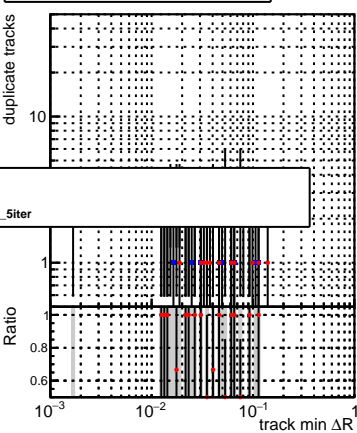 duplicate tracks
10
_5iter
1
Ratio
1
0.8
0.6
10⁻³ 10⁻² 10⁻¹ 1
track min ΔR